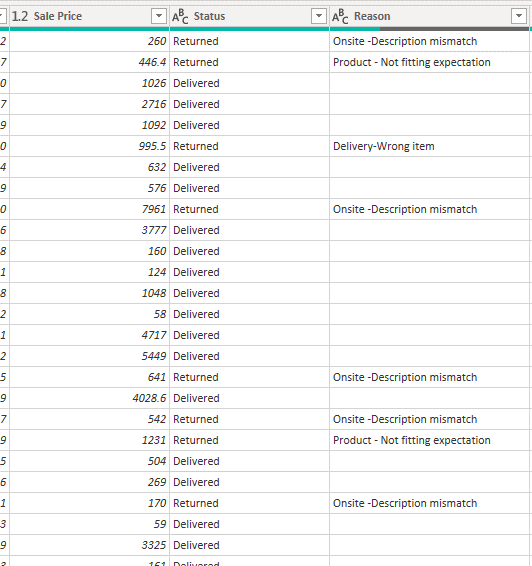 1.2 Sale Price ABC Status ABC Reason
2 260 Returned Onsite -Description mismatch
7 446.4 Returned Product - Not fitting expectation
0 1026 Delivered
7 2716 Delivered
9 1092 Delivered
0 995.5 Returned Delivery-Wrong item
4 632 Delivered
9 576 Delivered
0 7961 Returned Onsite -Description mismatch
6 3777 Delivered
8 160 Delivered
1 124 Delivered
8 1048 Delivered
2 58 Delivered
1 4717 Delivered
2 5449 Delivered
5 641 Returned Onsite -Description mismatch
9 4028.6 Delivered
7 542 Returned Onsite -Description mismatch
9 1231 Returned Product - Not fitting expectation
5 504 Delivered
6 269 Delivered
1 170 Returned Onsite -Description mismatch
3 59 Delivered
9 3325 Delivered
3 161 Delivered